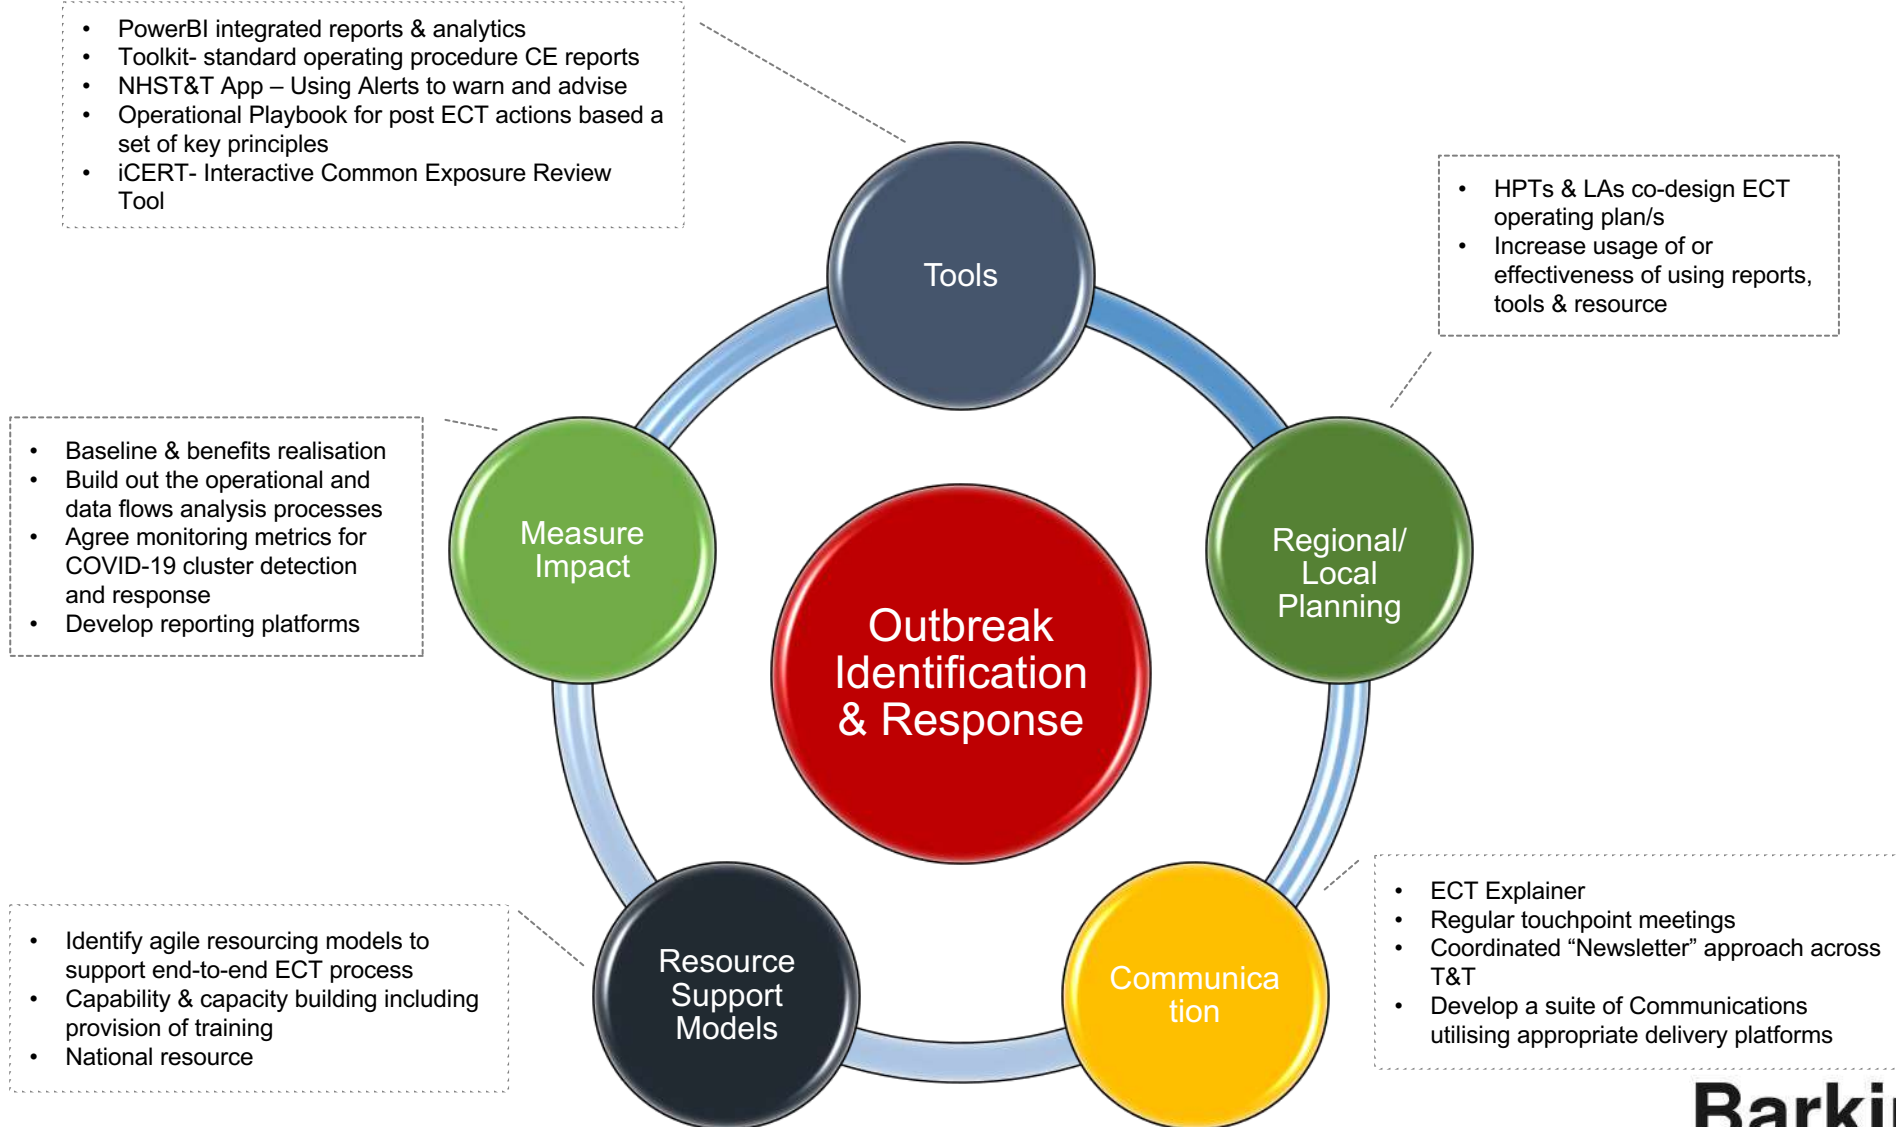 • PowerBI integrated reports & analytics
• Toolkit- standard operating procedure CE reports
• NHST&T App – Using Alerts to warn and advise
• Operational Playbook for post ECT actions based a
set of key principles
• iCERT- Interactive Common Exposure Review
Tool
Tools
• HPTs & LAs co-design ECT
operating plan/s
• Increase usage of or
effectiveness of using reports,
tools & resource
Regional/
Local
Planning
• ECT Explainer
• Regular touchpoint meetings
• Coordinated “Newsletter” approach across
T&T
• Develop a suite of Communications
utilising appropriate delivery platforms
Communica
tion
• Identify agile resourcing models to
support end-to-end ECT process
• Capability & capacity building including
provision of training
• National resource
Resource
Support
Models
• Baseline & benefits realisation
• Build out the operational and
data flows analysis processes
• Agree monitoring metrics for
COVID-19 cluster detection
and response
• Develop reporting platforms
Measure
Impact
Outbreak
Identification
& Response